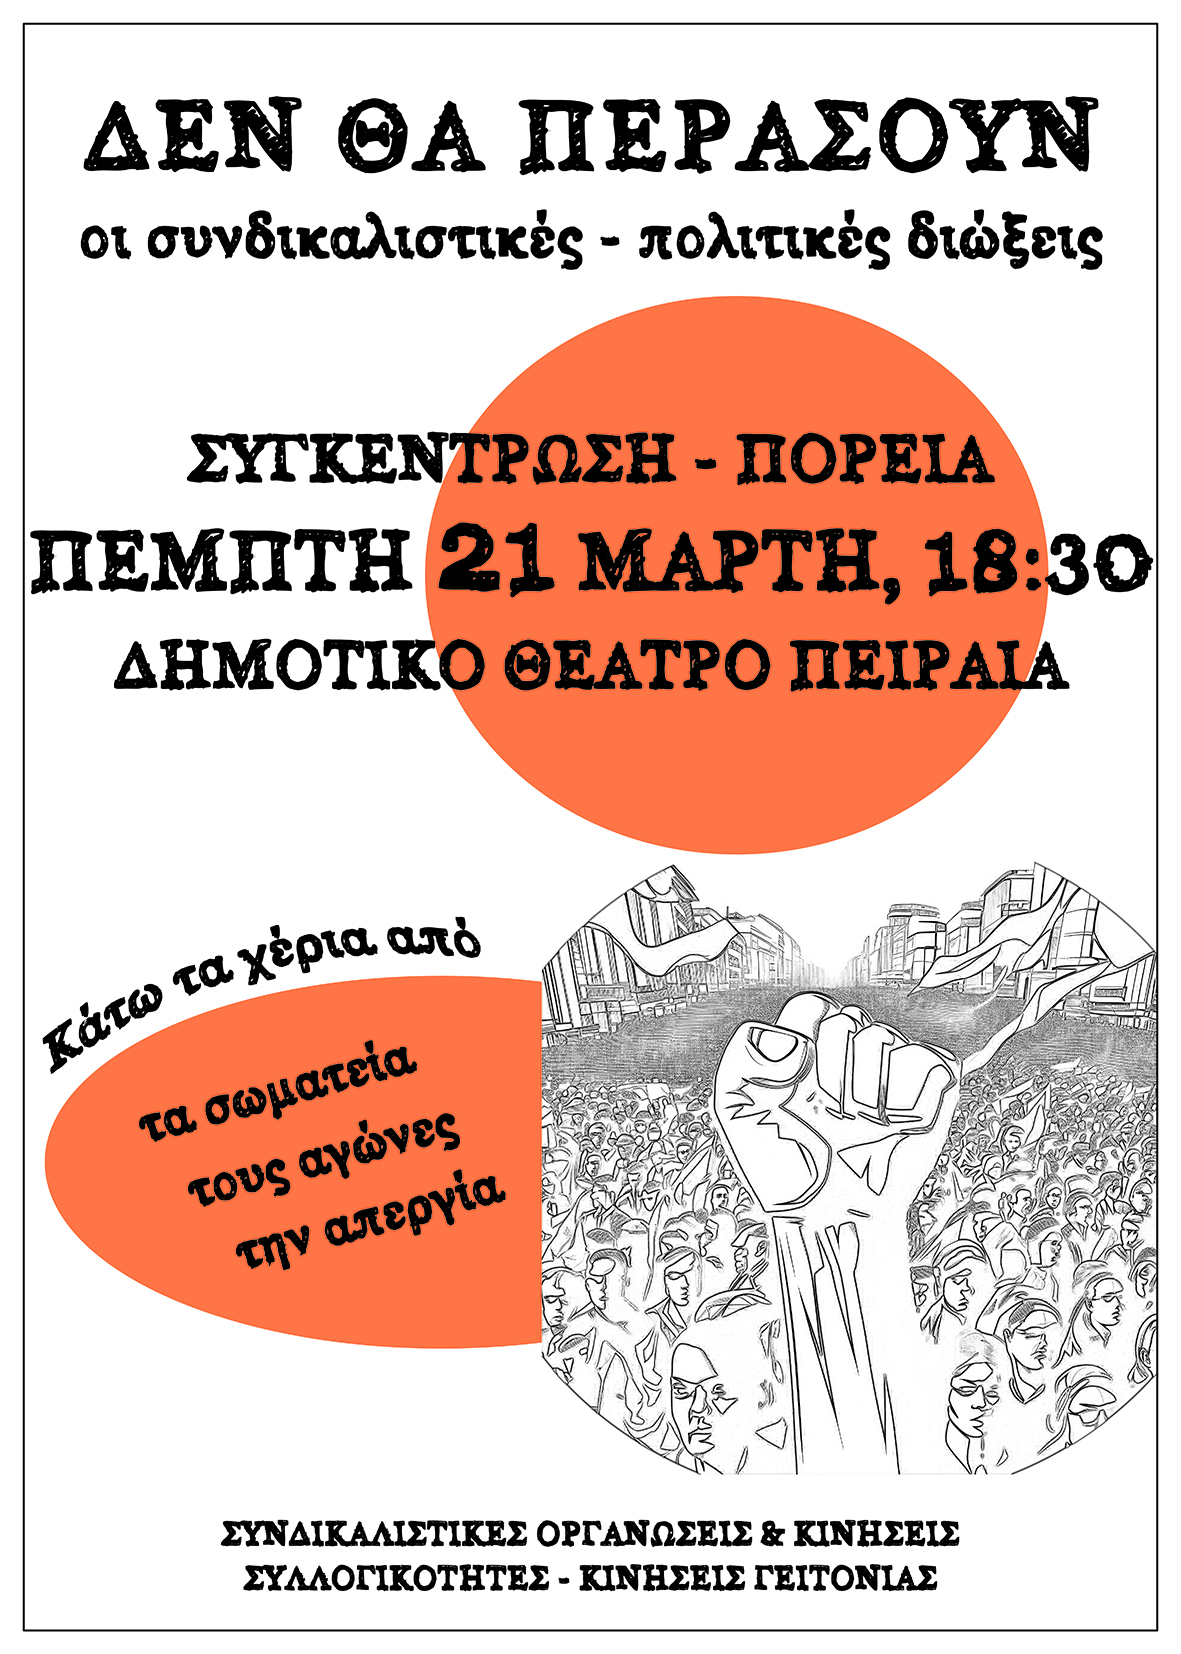 ΔΕΝ ΘΑ ΠΕΡΑΣΟΥΝ
οι συνδικαλιστικές - πολιτικές διώξεις
ΣΥΓΚΕΝΤΡΩΣΗ - ΠΟΡΕΙΑ
ΠΕΜΠΤΗ 21 ΜΑΡΤΗ, 18:30
ΔΗΜΟΤΙΚΟ ΘΕΑΤΡΟ ΠΕΙΡΑΙΑ
Κάτω τα χέρια από
τα σωματεία
τους αγώνες
την απεργία
ΣΥΝΔΙΚΑΛΙΣΤΙΚΕΣ ΟΡΓΑΝΩΣΕΙΣ & ΚΙΝΗΣΕΙΣ
ΣΥΛΛΟΓΙΚΟΤΗΤΕΣ - ΚΙΝΗΣΕΙΣ ΓΕΙΤΟΝΙΑΣ